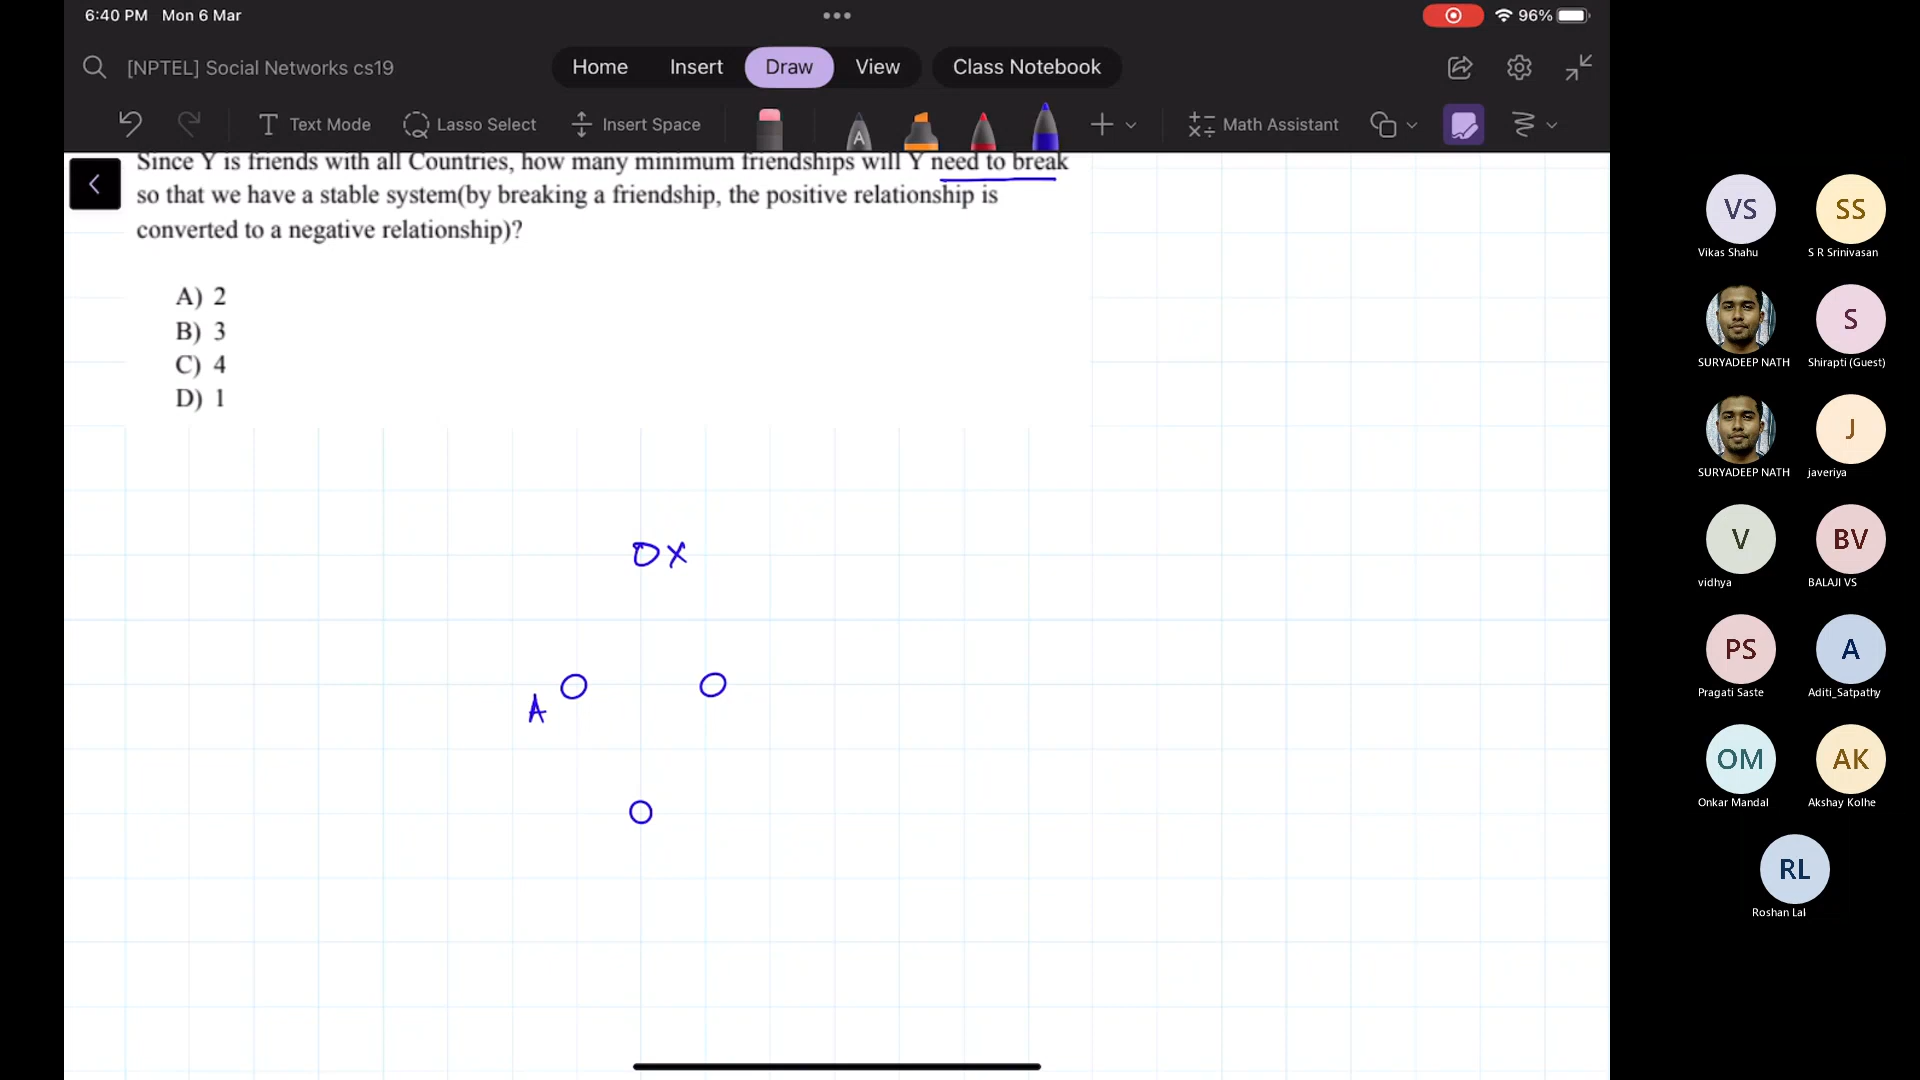 6:40 PM Mon 6 Mar
96%
[NPTEL] Social Networks cs19
Home Insert Draw View Class Notebook
Text Mode Lasso Select Insert Space A Math Assistant
Since Y is friends with all Countries, how many minimum friendships will Y need to break
so that we have a stable system(by breaking a friendship, the positive relationship is
converted to a negative relationship)?
A) 2
B) 3
C) 4
D) 1
X
A
VS
Vikas Shahu
SS
S R Srinivasan
SURYADEEP NATH
S
Shirapti (Guest)
SURYADEEP NATH
J
javeriya
V
vidhya
BV
BALAJI VS
PS
Pragati Saste
A
Aditi_Satpathy
OM
Onkar Mandal
AK
Akshay Kolhe
RL
Roshan Lal